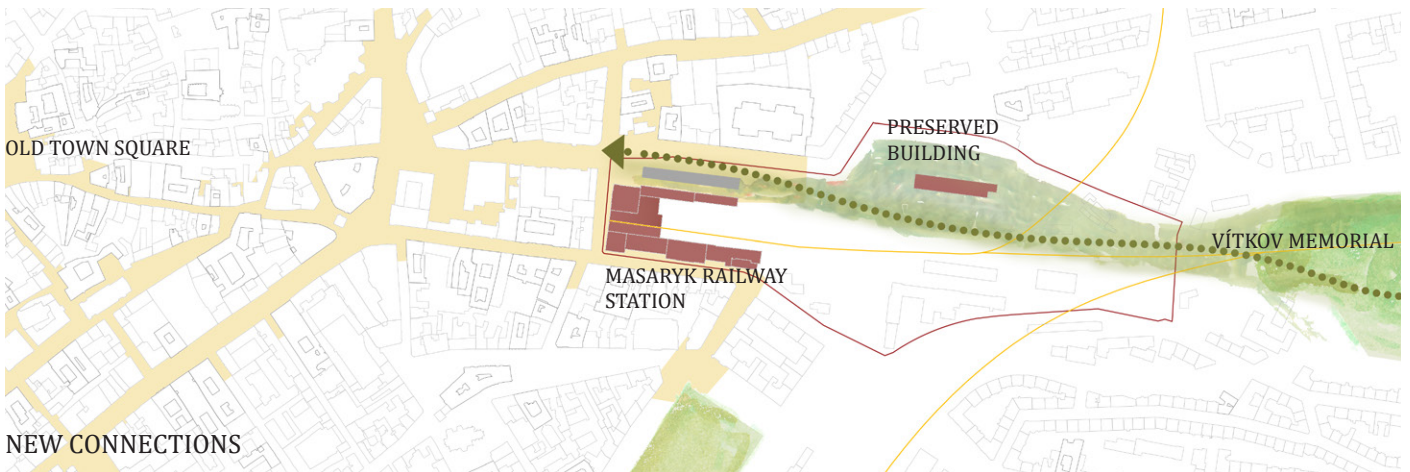 OLD TOWN SQUARE
PRESERVED
BUILDING
VÍTKOV MEMORIAL
MASARYK RAILWAY
STATION
NEW CONNECTIONS